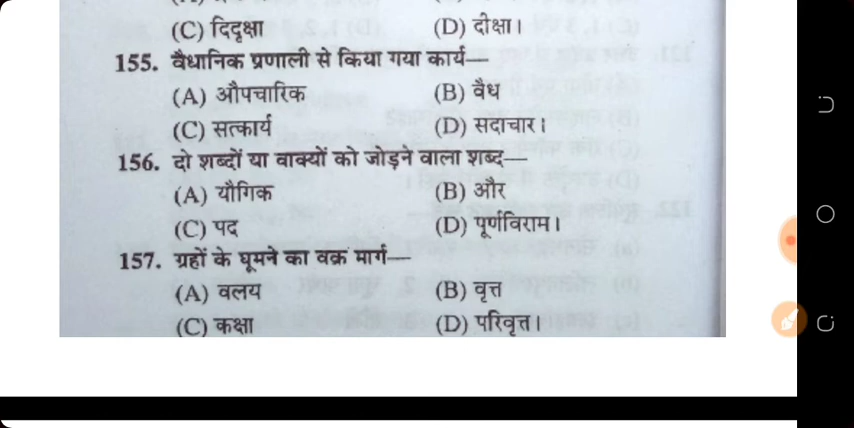 (C) दिदृक्षा (D) दीक्षा।
155. वैधानिक प्रणाली से किया गया कार्य—
(A) औपचारिक (B) वैध
(C) सत्कार्य (D) सदाचार।
156. दो शब्दों या वाक्यों को जोड़ने वाला शब्द—
(A) यौगिक (B) और
(C) पद (D) पूर्णविराम।
157. ग्रहों के घूमने का वक्र मार्ग—
(A) वलय (B) वृत्त
(C) कक्षा (D) परिवृत्त।